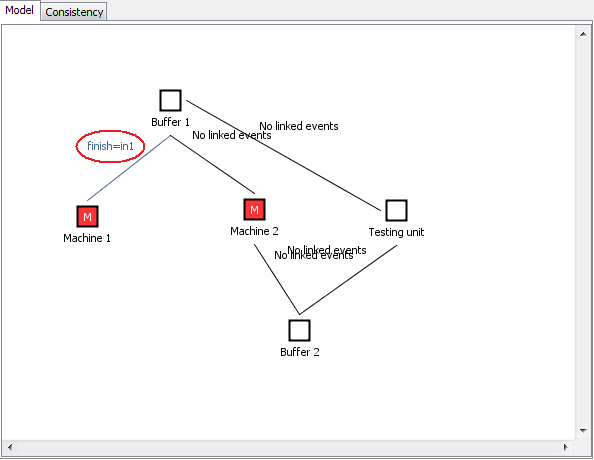 Model Consistency
Buffer 1
No linked events
No linked events
finish=in1
M
Machine 1
M
Machine 2
Testing unit
No linked events
No linked events
Buffer 2